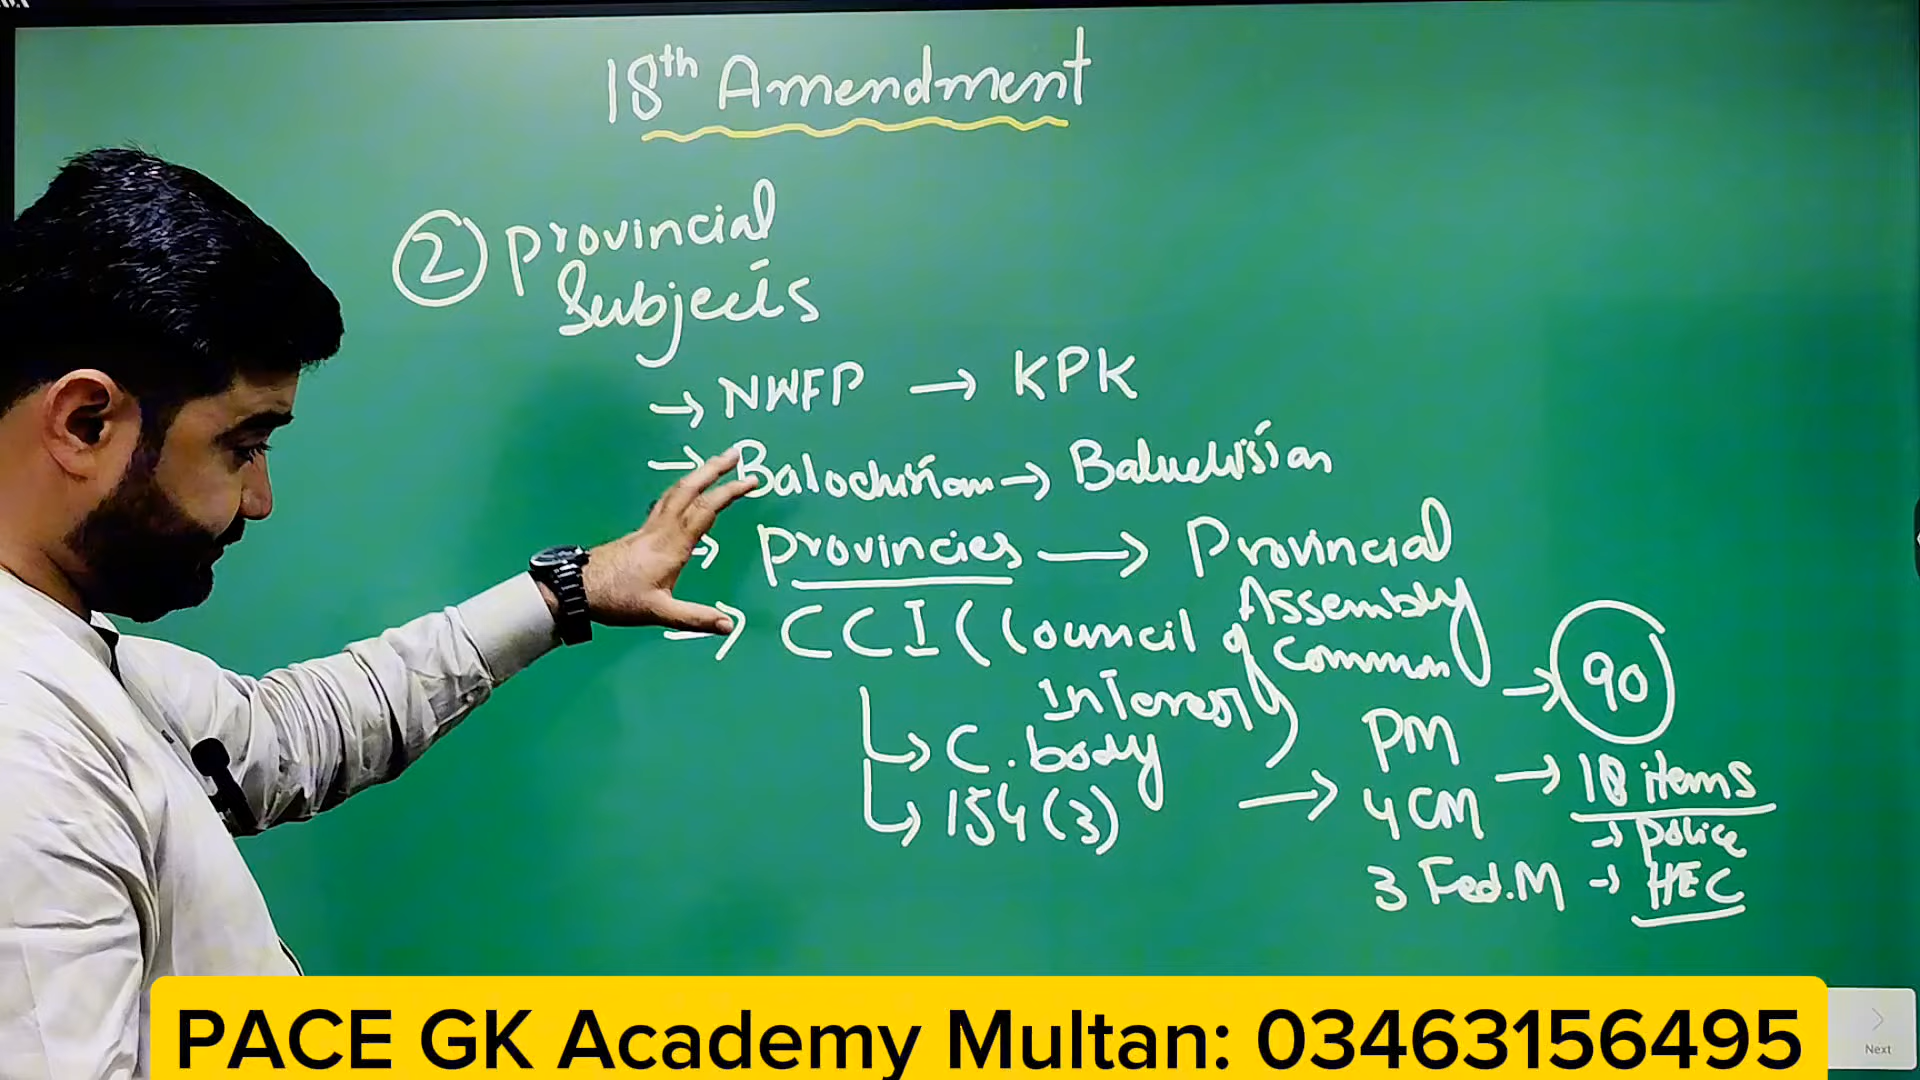 18th Amendment
② Provincial
Subjects
→ NWFP → KPK
→ Balochistan → Baluchistan
→ Provincies → Provincial
Assembly
→ CCI (Council of Common
Interest)
→ 90
↳ C. body
↳ 154 (3)
→ PM
4 CM → 18 items
→ Police
3 Fed. M → HEC
PACE GK Academy Multan: 03463156495
Next